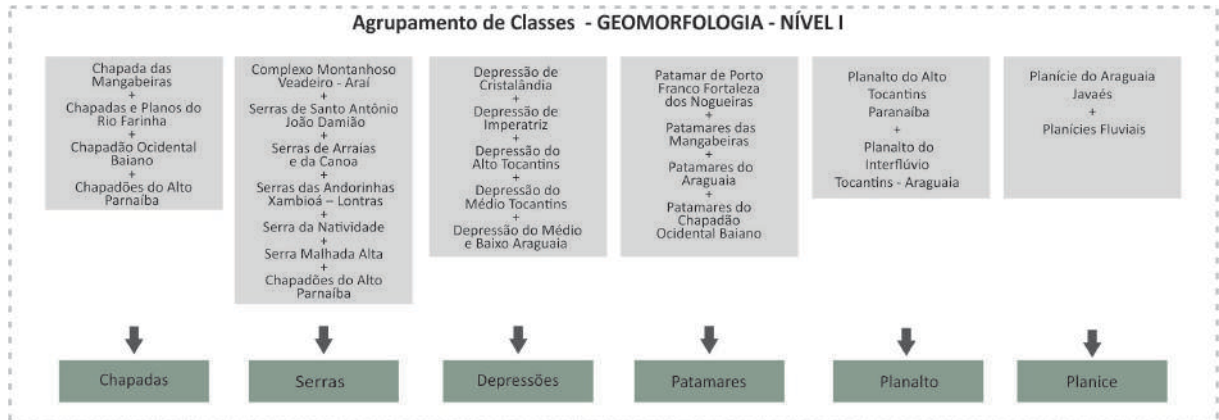 Agrupamento de Classes - GEOMORFOLOGIA - NÍVEL I
Chapada das
Mangabeiras
+
Chapadas e Planos do
Rio Farinha
+
Chapadão Ocidental
Baiano
+
Chapadões do Alto
Parnaíba
Complexo Montanhoso
Veadeiro - Araí
+
Serras de Santo Antônio
João Damião
+
Serras de Arraias
e da Canoa
+
Serras das Andorinhas
Xambioá – Lontras
+
Serra da Natividade
+
Serra Malhada Alta
+
Chapadões do Alto
Parnaíba
Depressão de
Cristalândia
+
Depressão de
Imperatriz
+
Depressão do
Alto Tocantins
+
Depressão do
Médio Tocantins
+
Depressão do Médio
e Baixo Araguaia
Patamar de Porto
Franco Fortaleza
dos Nogueiras
+
Patamares das
Mangabeiras
+
Patamares do
Araguaia
+
Patamares do
Chapadão
Ocidental Baiano
Planalto do Alto
Tocantins
Paranaíba
+
Planalto do
Interflúvio
Tocantins - Araguaia
Planície do Araguaia
Javaés
+
Planícies Fluviais
Chapadas
Serras
Depressões
Patamares
Planalto
Planice